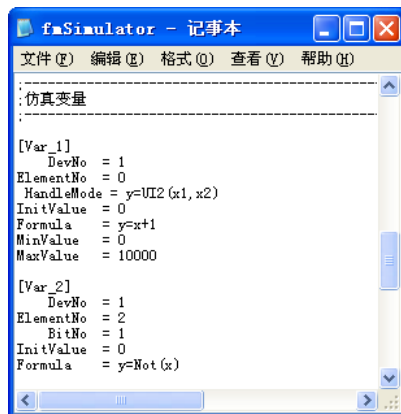 fmSimulator - 记事本
文件(F) 编辑(E) 格式(O) 查看(V) 帮助(H)
;------------------------------------------------
;仿真变量
;------------------------------------------------
[Var_1]
DevNo = 1
ElementNo = 0
HandleMode = y=UI2(x1,x2)
InitValue = 0
Formula = y=x+1
MinValue = 0
MaxValue = 10000
[Var_2]
DevNo = 1
ElementNo = 2
BitNo = 1
InitValue = 0
Formula = y=Not(x)